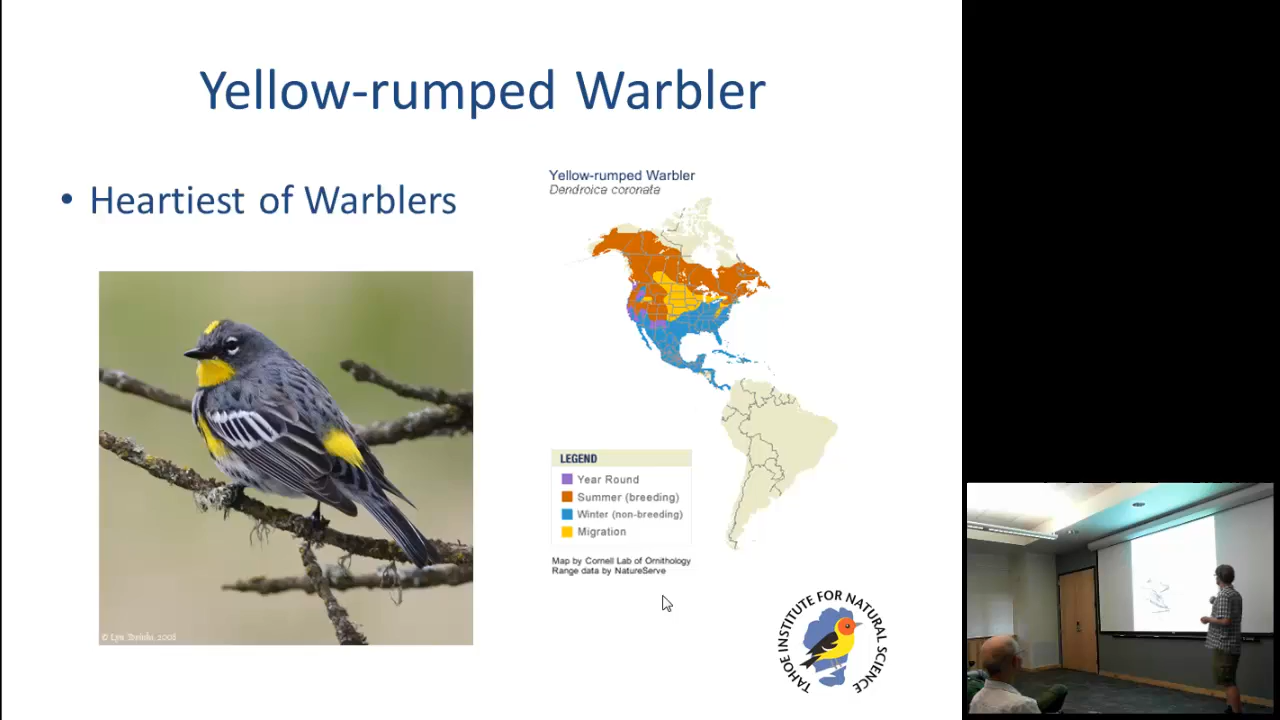 Yellow-rumped Warbler
• Heartiest of Warblers
Yellow-rumped Warbler
Dendroica coronata
LEGEND
Year Round
Summer (breeding)
Winter (non-breeding)
Migration
Map by Cornell Lab of Ornithology
Range data by NatureServe
TAHOE INSTITUTE FOR NATURAL SCIENCE